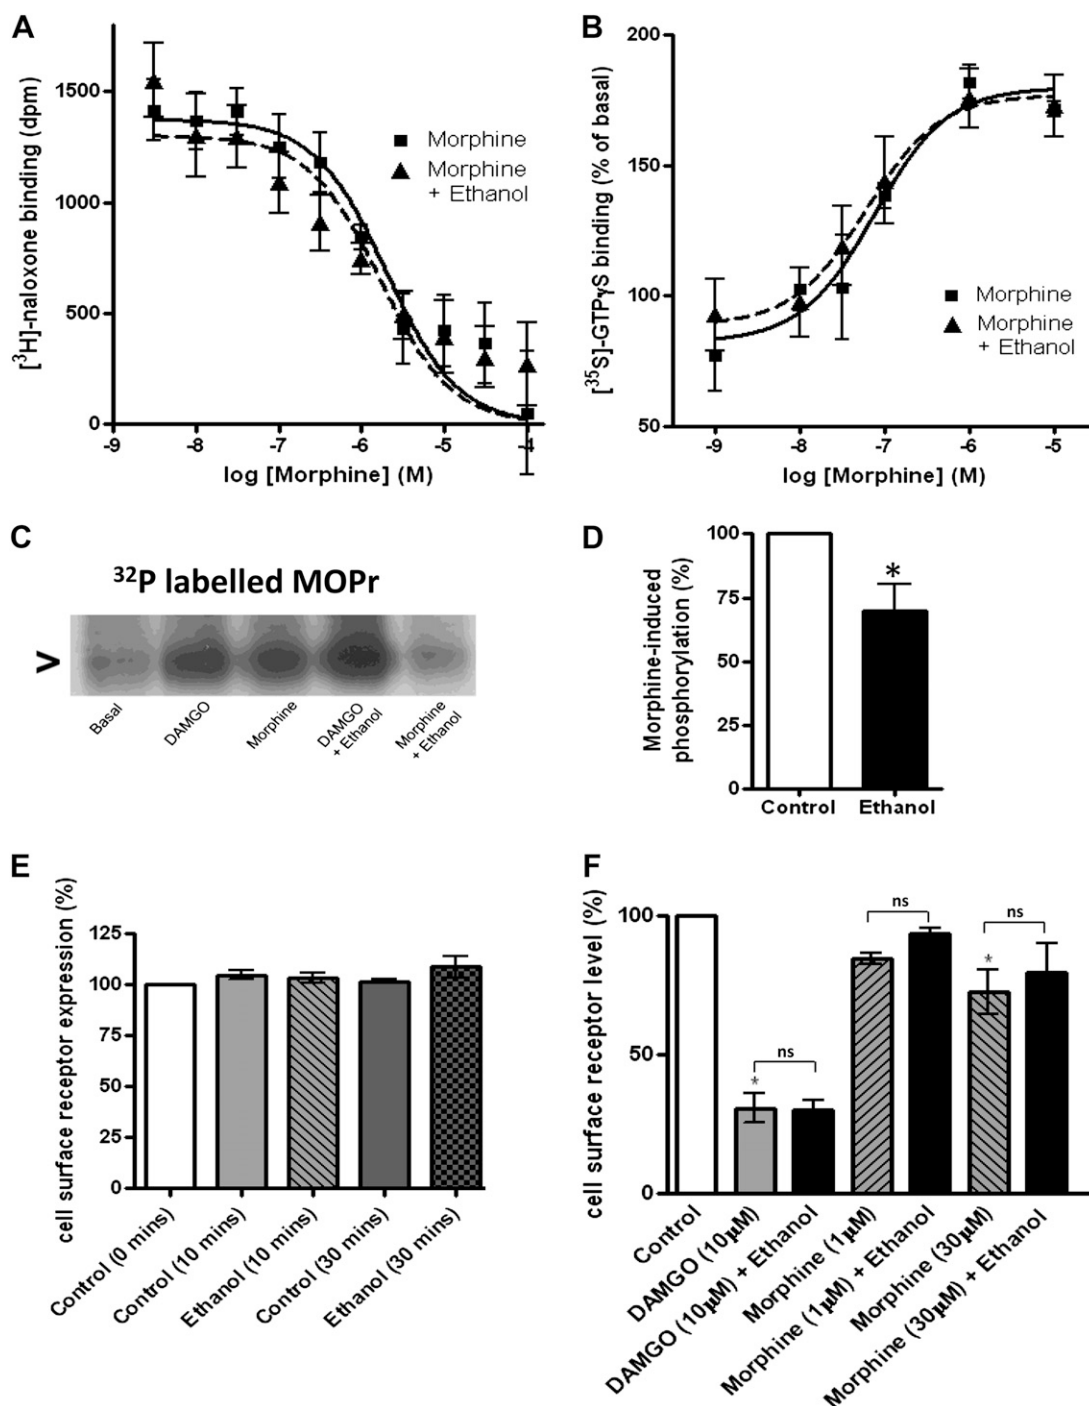 A
[³H]-naloxone binding (dpm)
1500
1000
500
0
-9
-8
-7
-6
-5
-4
log [Morphine] (M)
Morphine
Morphine
+ Ethanol
B
[³⁵S]-GTPγS binding (% of basal)
200
150
100
50
-9
-8
-7
-6
-5
log [Morphine] (M)
Morphine
Morphine
+ Ethanol
C
³²P labelled MOPr
>
Basal
DAMGO
Morphine
DAMGO
+ Ethanol
Morphine
+ Ethanol
D
Morphine-induced
phosphorylation (%)
100
75
50
25
0
*
Control
Ethanol
E
cell surface receptor expression (%)
125
100
75
50
25
0
Control (0 mins)
Control (10 mins)
Ethanol (10 mins)
Control (30 mins)
Ethanol (30 mins)
F
cell surface receptor level (%)
100
50
0
*
ns
ns
*
ns
Control
DAMGO (10μM)
DAMGO (10μM) + Ethanol
Morphine (1μM)
Morphine (1μM) + Ethanol
Morphine (30μM)
Morphine (30μM) + Ethanol